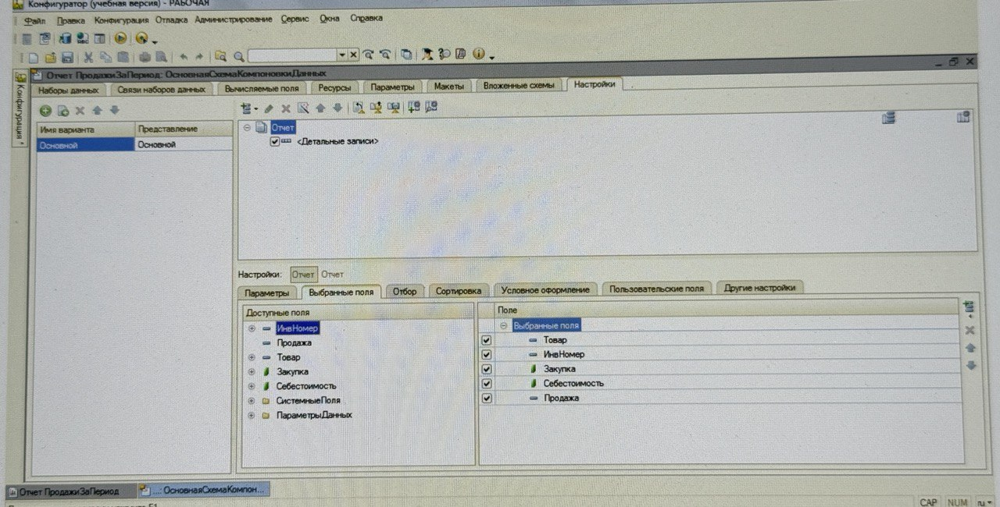 Конфигуратор (учебная версия) - РАБОЧАЯ
Файл Правка Конфигурация Отладка Администрирование Сервис Окна Справка
Отчет ПродажиЗаПериод: ОсновнаяСхемаКомпоновкиДанных
Конфигурация *
Наборы данных Связи наборов данных Вычисляемые поля Ресурсы Параметры Макеты Вложенные схемы Настройки
Имя варианта Представление
Основной Основной
Отчет
<Детальные записи>
Настройки: Отчет Отчет
Параметры Выбранные поля Отбор Сортировка Условное оформление Пользовательские поля Другие настройки
Доступные поля
ИнвНомер
Продажа
Товар
Закупка
Себестоимость
СистемныеПоля
ПараметрыДанных
Поле
Выбранные поля
Товар
ИнвНомер
Закупка
Себестоимость
Продажа
Отчет ПродажиЗаПериод ...: ОсновнаяСхемаКомпон...
CAP NUM ru